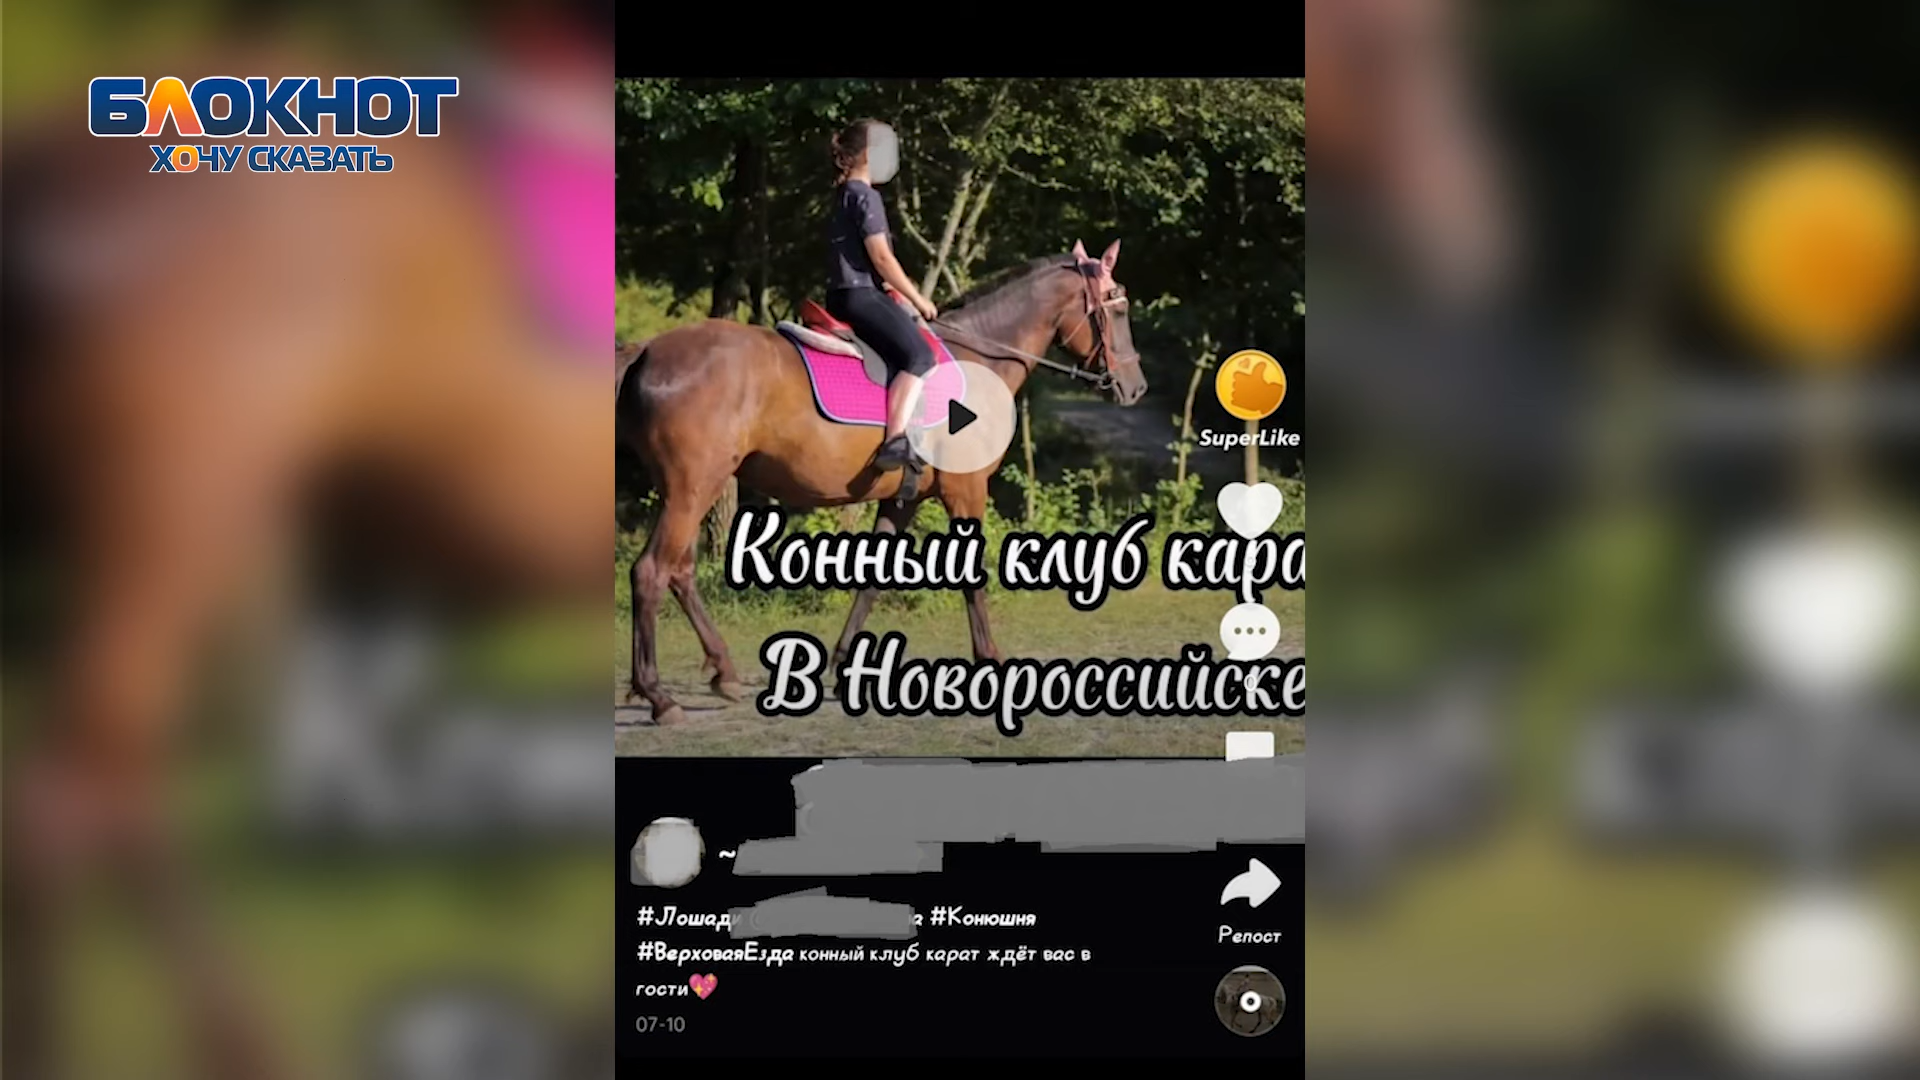 БЛОКНОТ
ХОЧУ СКАЗАТЬ
Конный клуб кара
В Новороссийске
SuperLike
~
#Лошади #Конюшня
#ВерховаяЕзда конный клуб карат ждёт вас в
гости💖
07-10
Репост